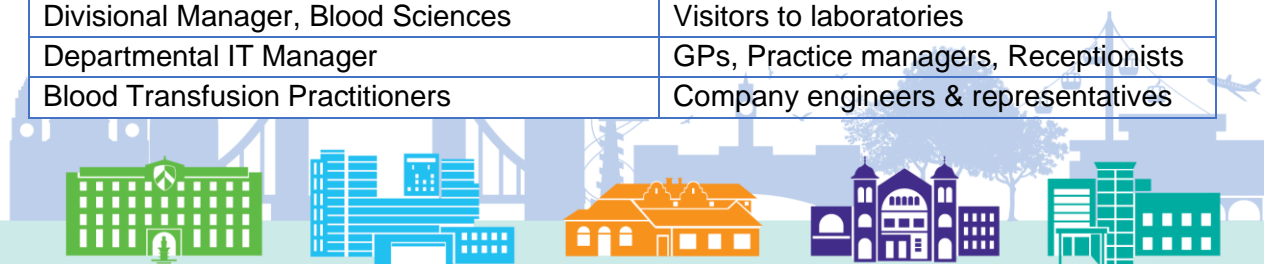 Divisional Manager, Blood Sciences Visitors to laboratories
Departmental IT Manager GPs, Practice managers, Receptionists
Blood Transfusion Practitioners Company engineers & representatives